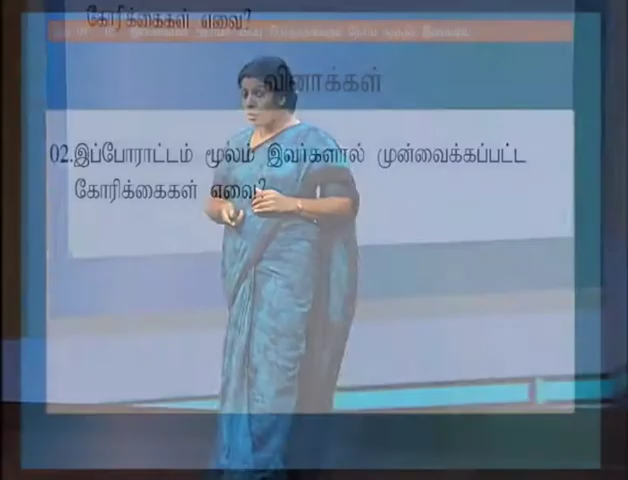 கோரிக்கைகள் எவை?
வினாக்கள்
02.இப்போராட்டம் மூலம் இவர்களால் முன்வைக்கப்பட்ட
கோரிக்கைகள் எவை?